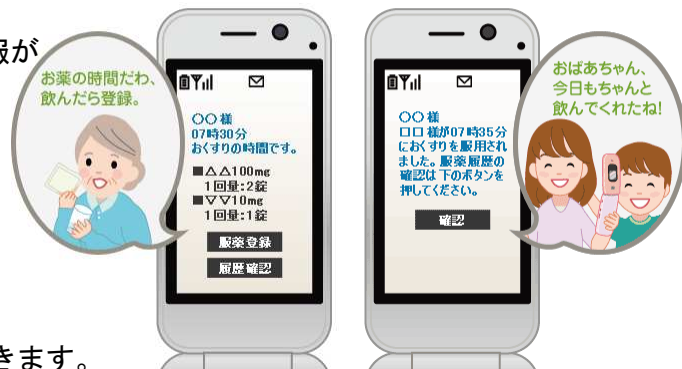 報が
お薬の時間だわ、
飲んだら登録。
○○様
07時30分
おくすりの時間です。
■△△100mg
1回量:2錠
■▽▽10mg
1回量:1錠
服薬登録
履歴確認
○○様
□□様が07時35分
におくすりを服用され
ました。服薬履歴の
確認は下のボタンを
押してください。
確認
おばあちゃん、
今日もちゃんと
飲んでくれたね!
きます。